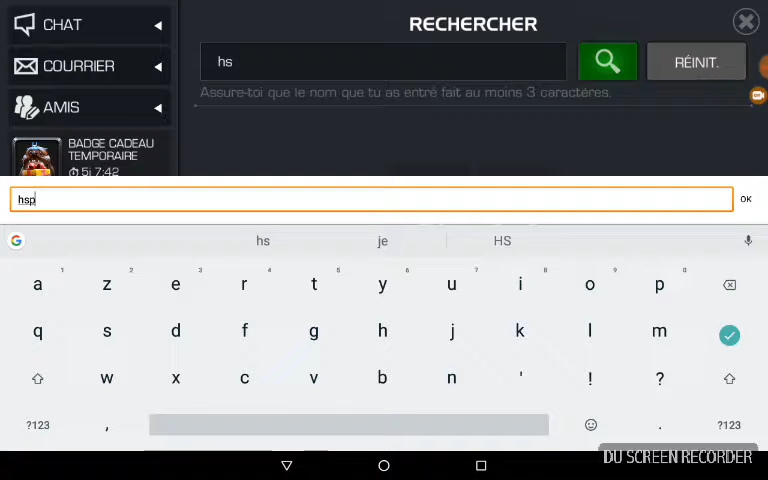 CHAT
COURRIER
AMIS
BADGE CADEAU
TEMPORAIRE
5j 7:42
RECHERCHER
hs
RÉINIT.
Assure-toi que le nom que tu as entré fait au moins 3 caractères.
hsp
OK
G
hs je HS
1 2 3 4 5 6 7 8 9 0
a z e r t y u i o p
q s d f g h j k l m
w x c v b n ' ! ?
?123 , . ?123
DU SCREEN RECORDER